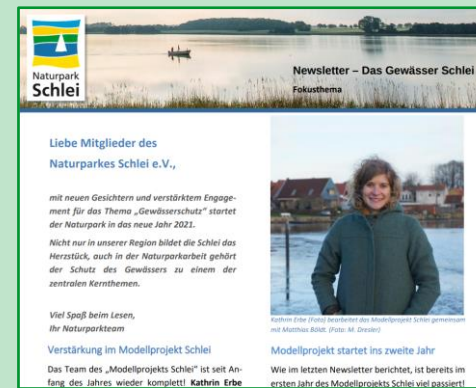 Naturpark
Schlei
Newsletter – Das Gewässer Schlei
Fokusthema
Liebe Mitglieder des
Naturparkes Schlei e.V.,
mit neuen Gesichtern und verstärktem Engage-
ment für das Thema „Gewässerschutz" startet
der Naturpark in das neue Jahr 2021.
Nicht nur in unserer Region bildet die Schlei das
Herzstück, auch in der Naturparkarbeit gehört
der Schutz des Gewässers zu einem der
zentralen Kernthemen.
Viel Spaß beim Lesen,
Ihr Naturparkteam
Verstärkung im Modellprojekt Schlei
Das Team des „Modellprojekts Schlei" ist seit An-
fang des Jahres wieder komplett! Kathrin Erbe
Kathrin Erbe (Foto) bearbeitet das Modellprojekt Schlei gemeinsam
mit Matthias Böldt. (Foto: M. Dresler)
Modellprojekt startet ins zweite Jahr
Wie im letzten Newsletter berichtet, ist bereits im
ersten Jahr des Modellprojekts Schlei viel passiert!